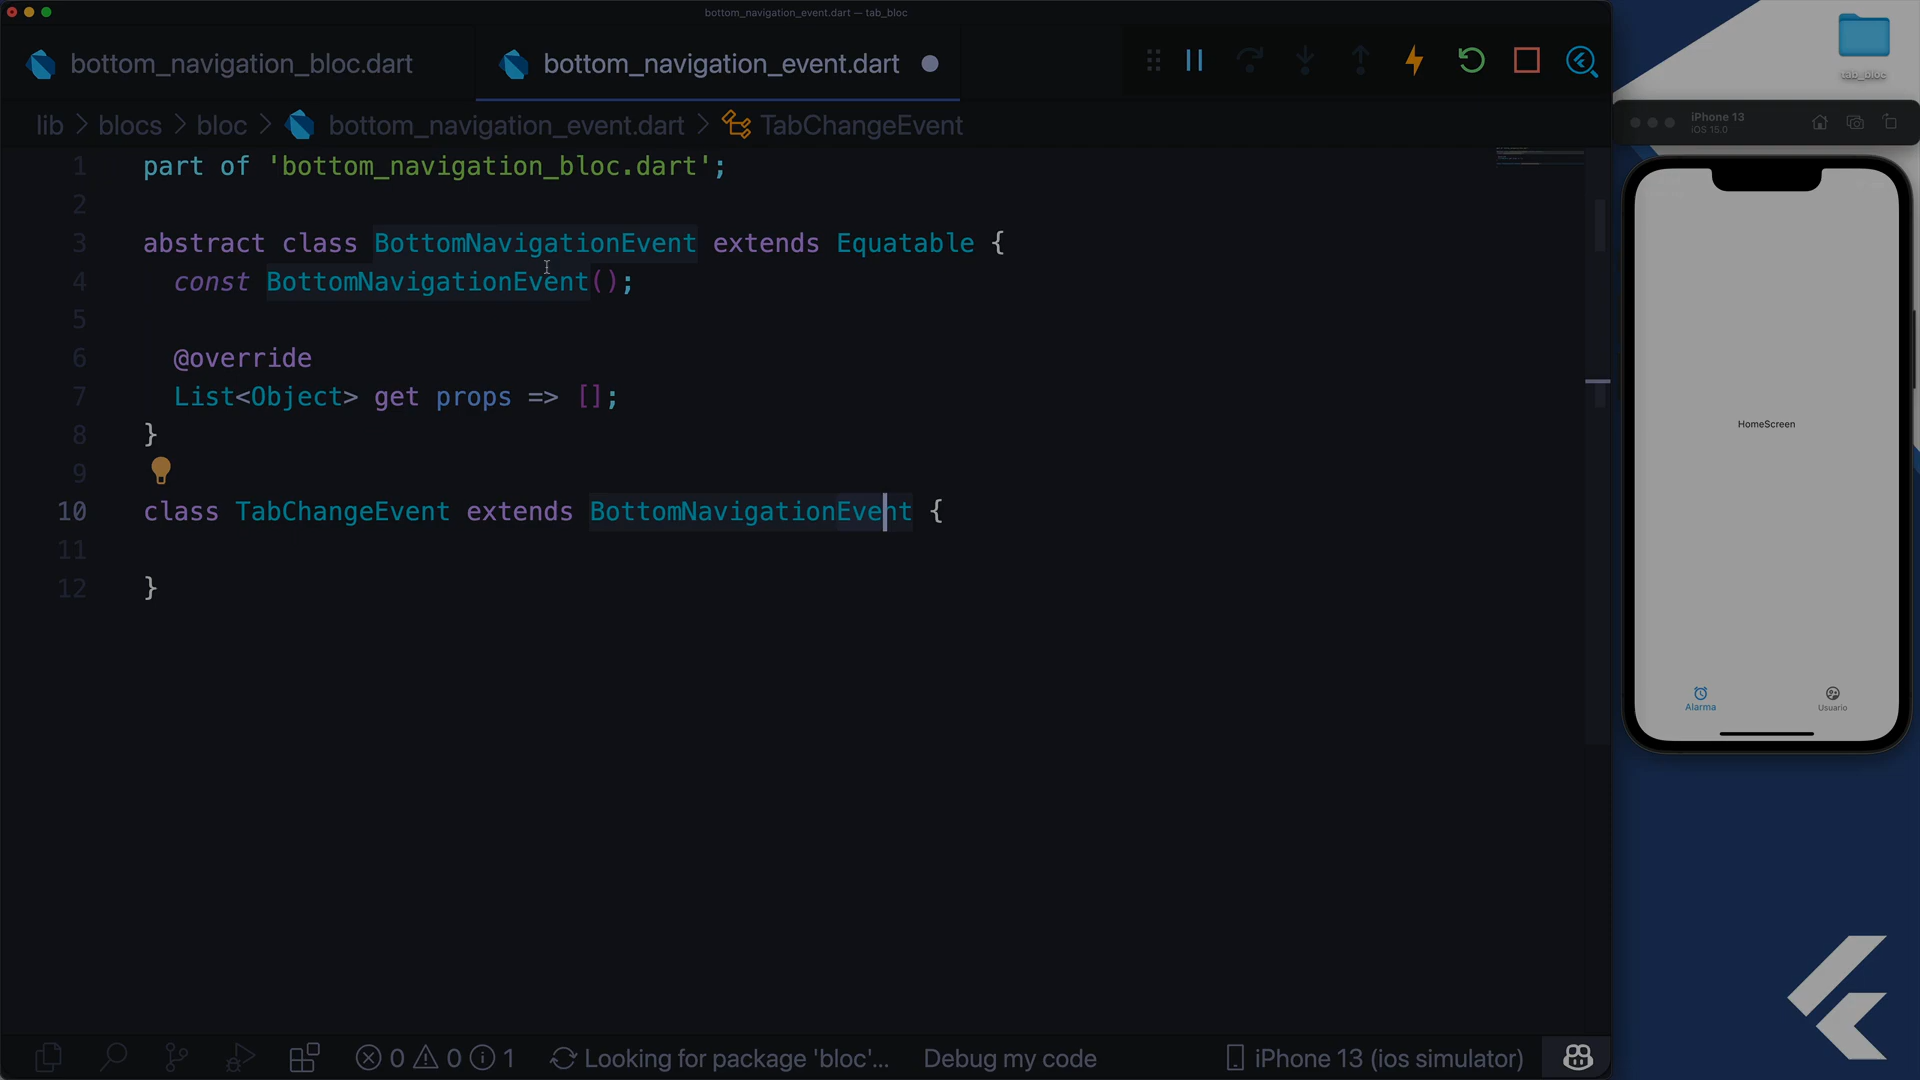 bottom_navigation_event.dart — tab_bloc
bottom_navigation_bloc.dart
bottom_navigation_event.dart
lib > blocs > bloc > bottom_navigation_event.dart > TabChangeEvent
1 part of 'bottom_navigation_bloc.dart';
2
3 abstract class BottomNavigationEvent extends Equatable {
4 const BottomNavigationEvent();
5
6 @override
7 List<Object> get props => [];
8 }
9
10 class TabChangeEvent extends BottomNavigationEvent {
11
12 }
0 0 1 Looking for package 'bloc'... Debug my code iPhone 13 (ios simulator)
tab_bloc
iPhone 13
iOS 15.0
HomeScreen
Alarma
Usuario